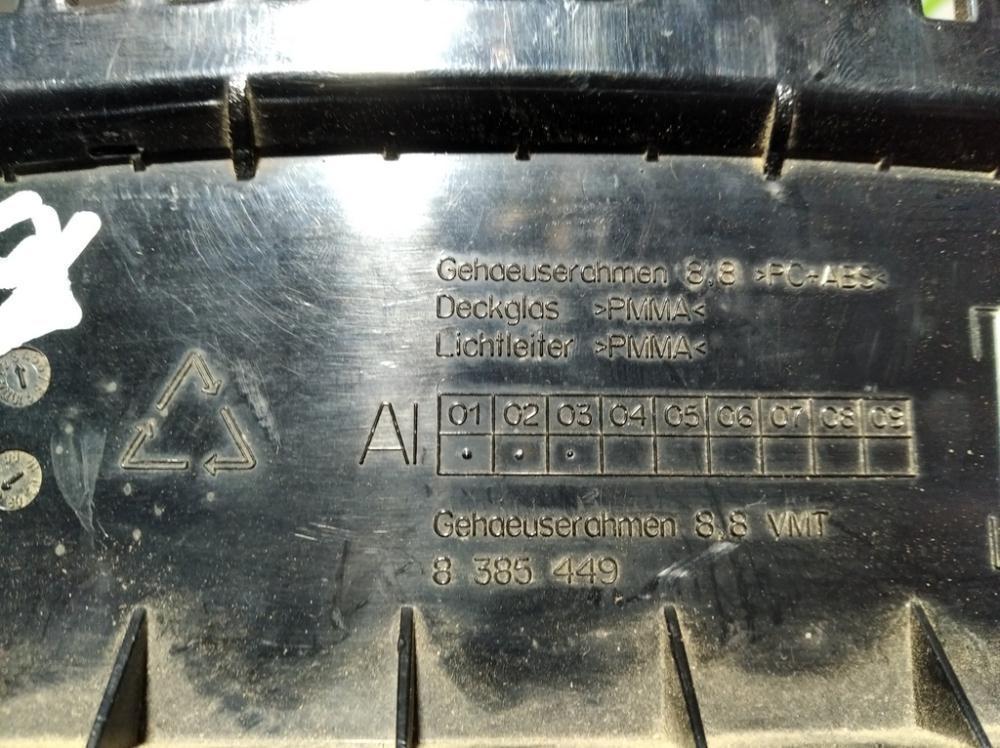 Gehaeuserahmen 8,8 >PC+ABS<
Deckglas >PMMA<
Lichtleiter >PMMA<
AI 01 02 03 04 05 06 07 08 09
Gehaeuserahmen 8,8 VMT
8 385 449